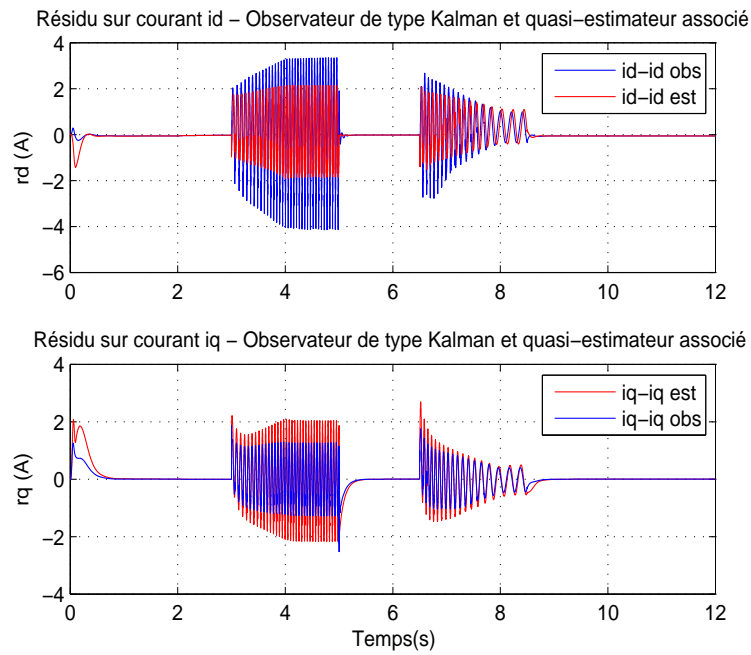 Résidu sur courant id − Observateur de type Kalman et quasi−estimateur associé
4
2
0
−2
−4
−6
rd (A)
id−id obs
id−id est
0 2 4 6 8 10 12
Résidu sur courant iq − Observateur de type Kalman et quasi−estimateur associé
4
2
0
−2
−4
rq (A)
iq−iq est
iq−iq obs
0 2 4 6 8 10 12
Temps(s)